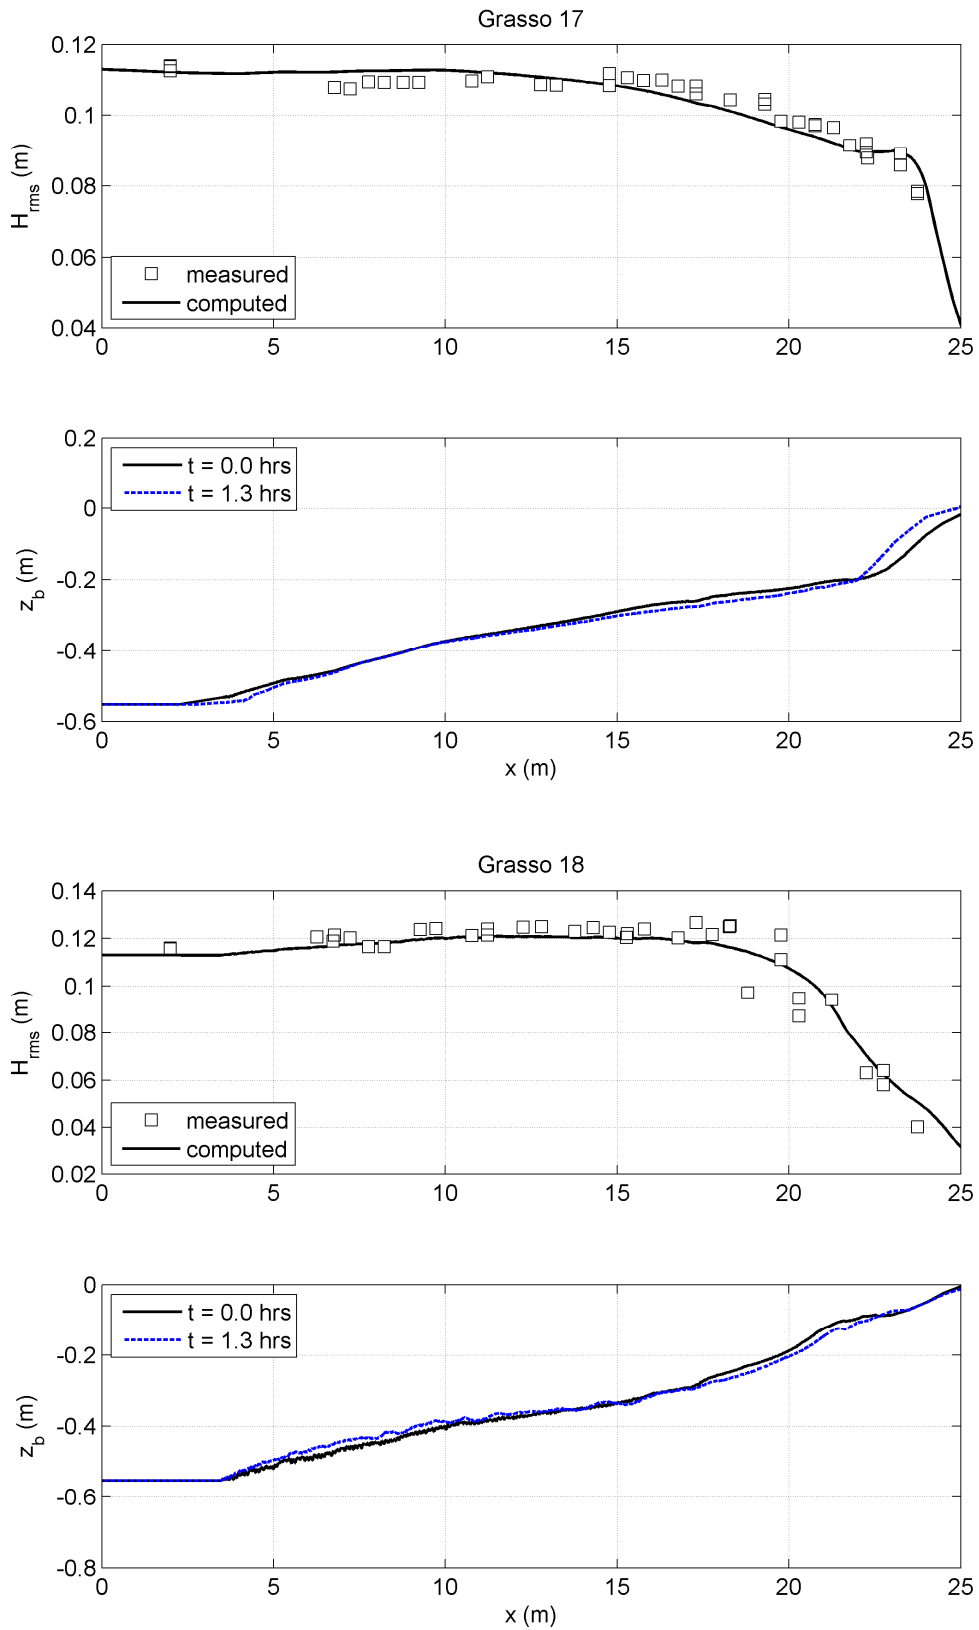 Grasso 17
0.12
0.1
0.08
0.06
0.04
H_rms (m)
measured
computed
0 5 10 15 20 25
0.2
0
-0.2
-0.4
-0.6
z_b (m)
t = 0.0 hrs
t = 1.3 hrs
0 5 10 15 20 25
x (m)
Grasso 18
0.14
0.12
0.1
0.08
0.06
0.04
0.02
H_rms (m)
measured
computed
0 5 10 15 20 25
0
-0.2
-0.4
-0.6
-0.8
z_b (m)
t = 0.0 hrs
t = 1.3 hrs
0 5 10 15 20 25
x (m)